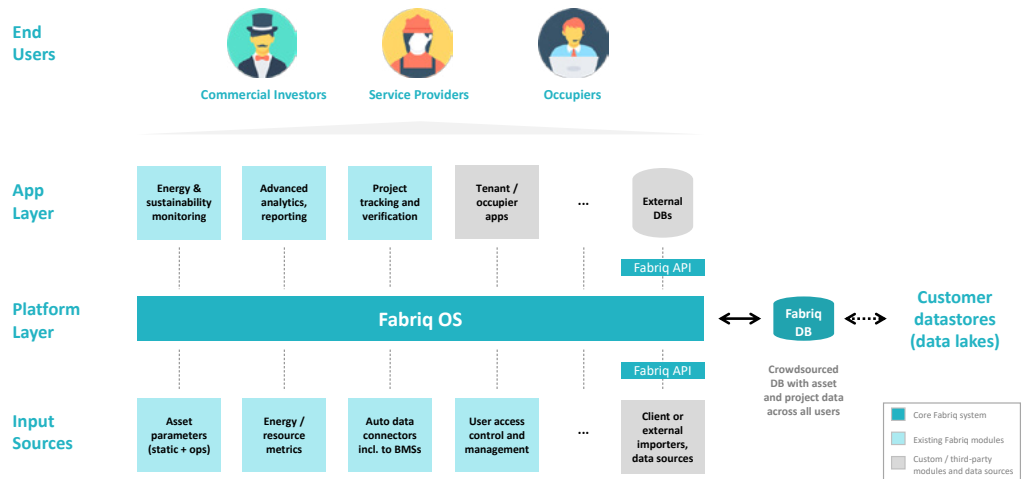 End
Users
Commercial Investors
Service Providers
Occupiers
App
Layer
Energy &
sustainability
monitoring
Advanced
analytics,
reporting
Project
tracking and
verification
Tenant /
occupier
apps
...
External
DBs
Fabriq API
Platform
Layer
Fabriq OS
Fabriq
DB
Customer
datastores
(data lakes)
Fabriq API
Crowdsourced
DB with asset
and project data
across all users
Input
Sources
Asset
parameters
(static + ops)
Energy /
resource
metrics
Auto data
connectors
incl. to BMSs
User access
control and
management
...
Client or
external
importers,
data sources
Core Fabriq system
Existing Fabriq modules
Custom / third-party
modules and data sources